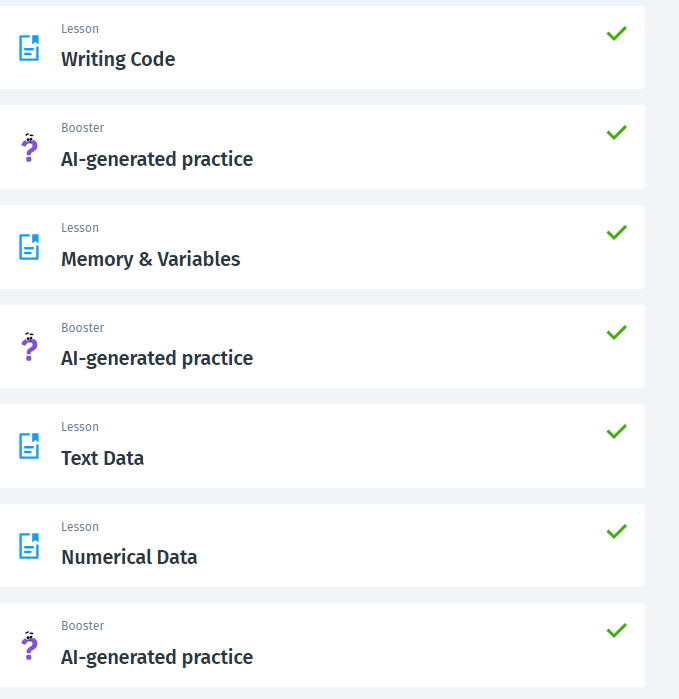 Lesson
Writing Code
Booster
AI-generated practice
Lesson
Memory & Variables
Booster
AI-generated practice
Lesson
Text Data
Lesson
Numerical Data
Booster
AI-generated practice